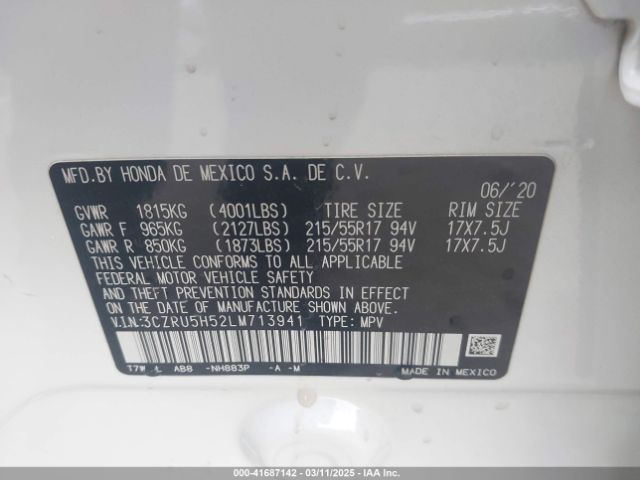 MFD.BY HONDA DE MEXICO S.A. DE C.V.
06/'20
GVWR 1815KG (4001LBS) TIRE SIZE RIM SIZE
GAWR F 965KG (2127LBS) 215/55R17 94V 17X7.5J
GAWR R 850KG (1873LBS) 215/55R17 94V 17X7.5J
THIS VEHICLE CONFORMS TO ALL APPLICABLE
FEDERAL MOTOR VEHICLE SAFETY
AND THEFT PREVENTION STANDARDS IN EFFECT
ON THE DATE OF MANUFACTURE SHOWN ABOVE.
V.I.N:3CZRU5H52LM713941 TYPE: MPV
AB8 -NH883P -A -M MADE IN MEXICO
000-41687142 - 03/11/2025 - IAA Inc.